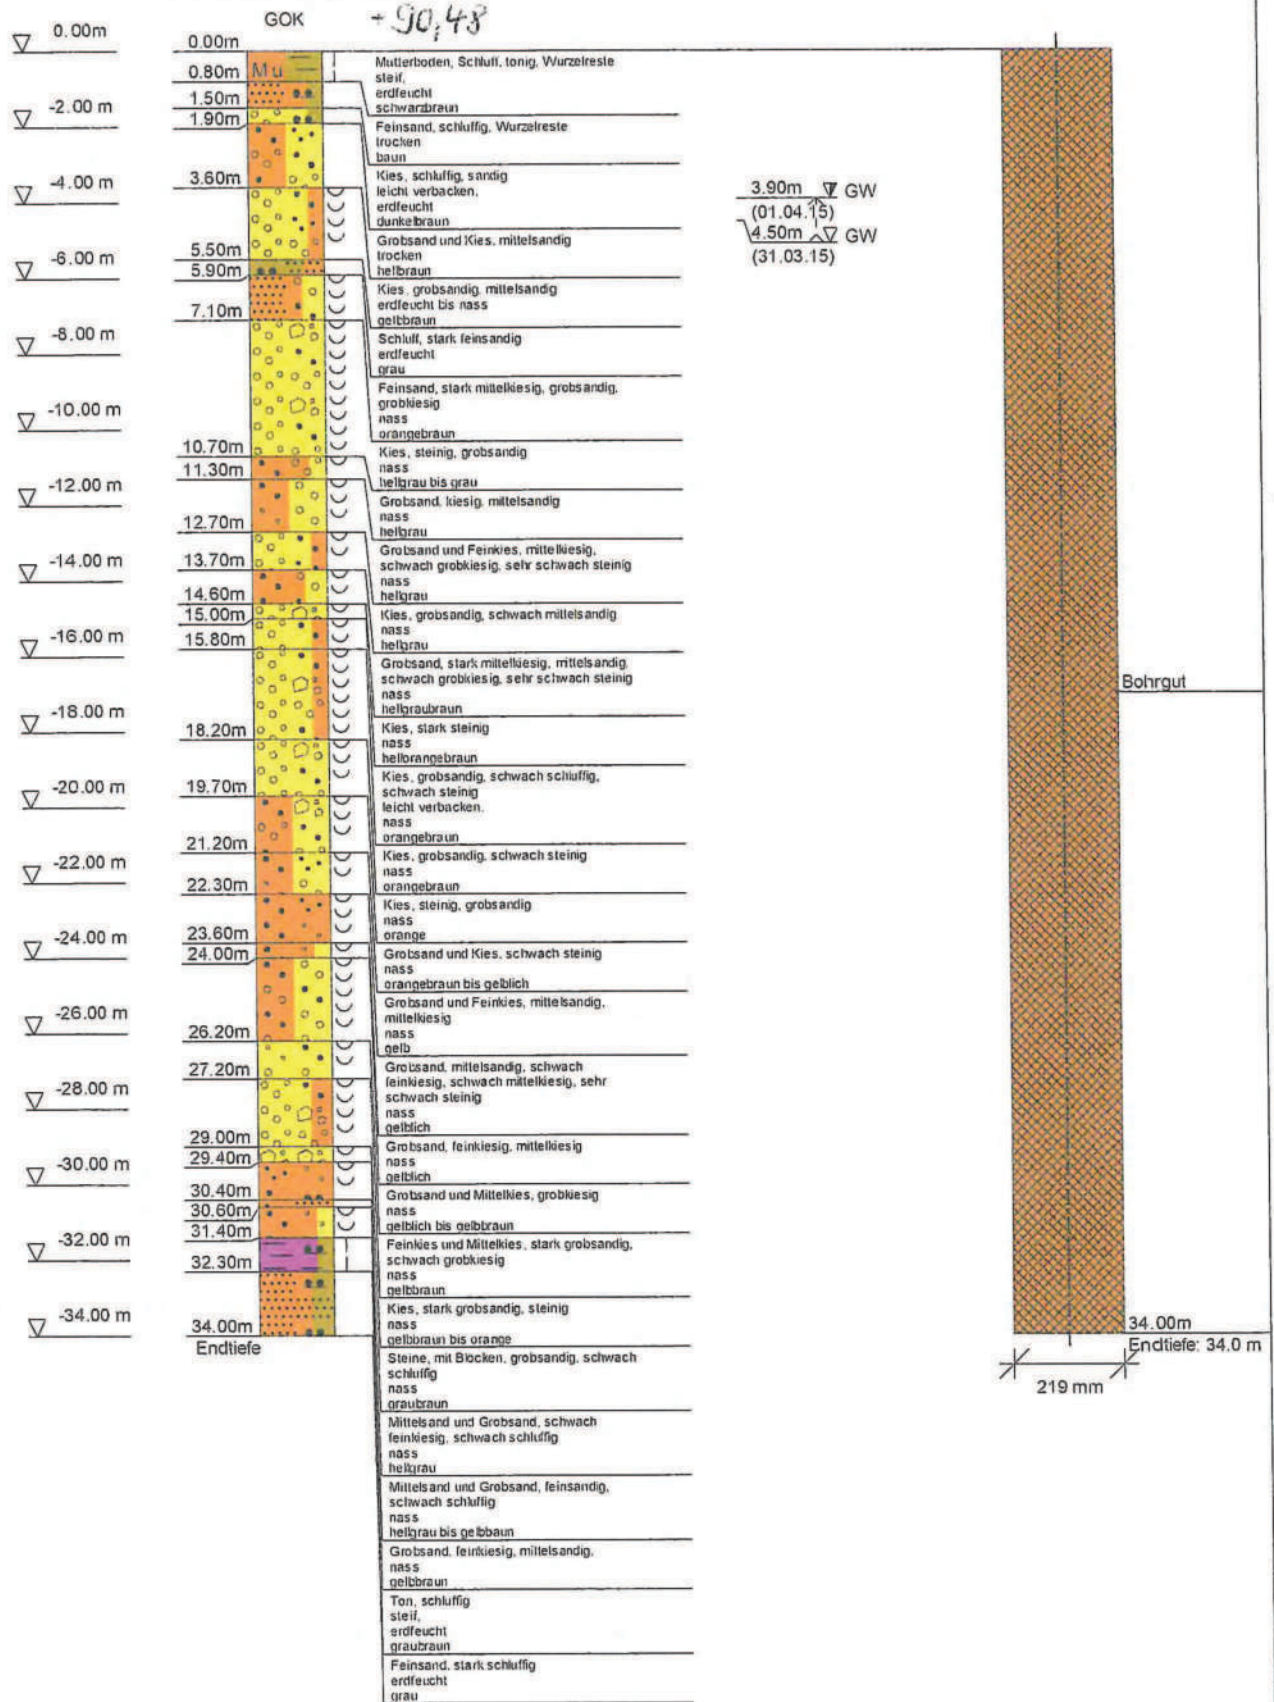 GOK
+90,48
0.00m
-2.00 m
-4.00 m
-6.00 m
-8.00 m
-10.00 m
-12.00 m
-14.00 m
-16.00 m
-18.00 m
-20.00 m
-22.00 m
-24.00 m
-26.00 m
-28.00 m
-30.00 m
-32.00 m
-34.00 m
0.00m
0.80m
1.50m
1.90m
3.60m
5.50m
5.90m
7.10m
10.70m
11.30m
12.70m
13.70m
14.60m
15.00m
15.80m
18.20m
19.70m
21.20m
22.30m
23.60m
24.00m
26.20m
27.20m
29.00m
29.40m
30.40m
30.60m
31.40m
32.30m
34.00m
Endtiefe
Mu
Mutterboden, Schluff, tonig, Wurzelreste
steif,
erdfeucht
schwarzbraun
Feinsand, schluffig, Wurzelreste
trocken
baun
Kies, schluffig, sandig
leicht verbacken,
erdfeucht
dunkelbraun
Grobsand und Kies, mittelsandig
trocken
hellbraun
Kies, grobsandig, mittelsandig
erdfeucht bis nass
gelbbraun
Schluff, stark feinsandig
erdfeucht
grau
Feinsand, stark mittelkiesig, grobsandig,
grobkiesig
nass
orangebraun
Kies, steinig, grobsandig
nass
hellgrau bis grau
Grobsand, kiesig, mittelsandig
nass
hellgrau
Grobsand und Feinkies, mittelkiesig,
schwach grobkiesig, sehr schwach steinig
nass
hellgrau
Kies, grobsandig, schwach mittelsandig
nass
hellgrau
Grobsand, stark mittelkiesig, mittelsandig,
schwach grobkiesig, sehr schwach steinig
nass
hellgraubraun
Kies, stark steinig
nass
hellorangebraun
Kies, grobsandig, schwach schluffig,
schwach steinig
leicht verbacken,
nass
orangebraun
Kies, grobsandig, schwach steinig
nass
orangebraun
Kies, steinig, grobsandig
nass
orange
Grobsand und Kies, schwach steinig
nass
orangebraun bis gelblich
Grobsand und Feinkies, mittelsandig,
mittelkiesig
nass
gelb
Grobsand, mittelsandig, schwach
feinkiesig, schwach mittelkiesig, sehr
schwach steinig
nass
gelblich
Grobsand, feinkiesig, mittelkiesig
nass
gelblich
Grobsand und Mittelkies, grobkiesig
nass
gelblich bis gelbbraun
Feinkies und Mittelkies, stark grobsandig,
schwach grobkiesig
nass
gelbbraun
Kies, stark grobsandig, steinig
nass
gelbbraun bis orange
Steine, mit Blöcken, grobsandig, schwach
schluffig
nass
graubraun
Mittelsand und Grobsand, schwach
feinkiesig, schwach schluffig
nass
hellgrau
Mittelsand und Grobsand, feinsandig,
schwach schluffig
nass
hellgrau bis gelbbaun
Grobsand, feinkiesig, mittelsandig,
nass
gelbbraun
Ton, schluffig
steif,
erdfeucht
graubraun
Feinsand, stark schluffig
erdfeucht
grau
3.90m GW
(01.04.15)
4.50m GW
(31.03.15)
Bohrgut
34.00m
Endtiefe: 34.0 m
219 mm